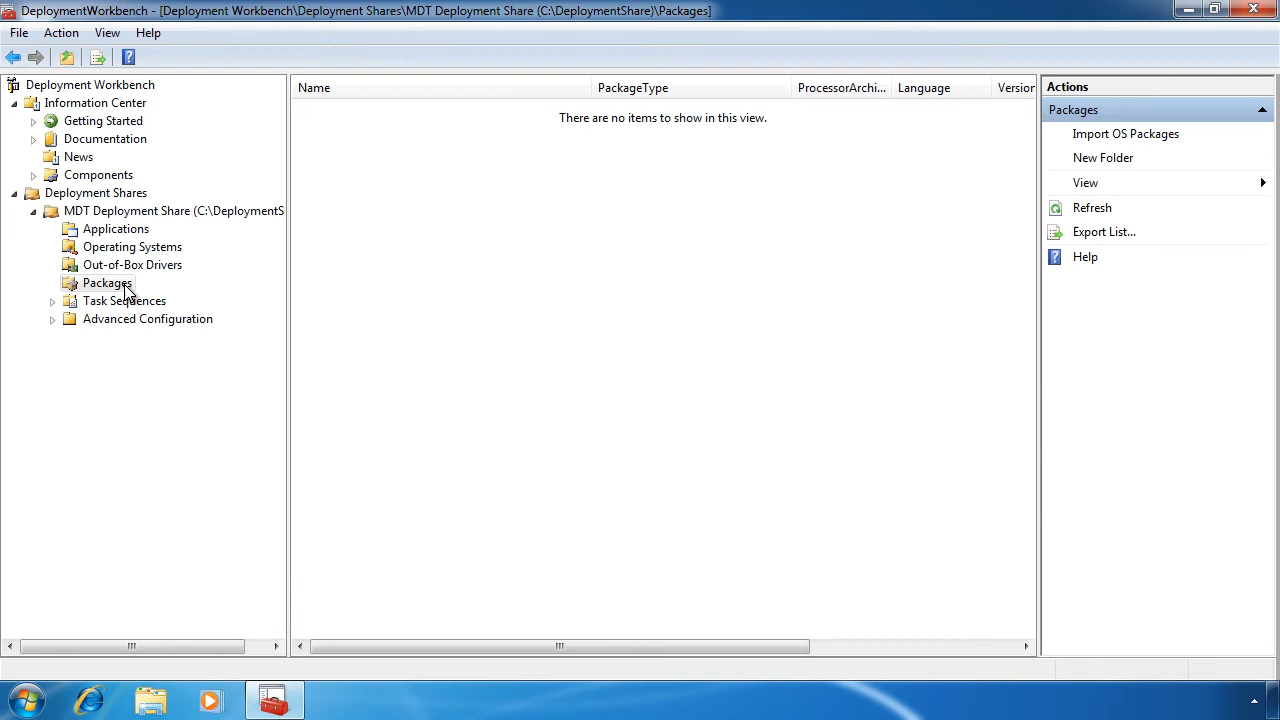 DeploymentWorkbench - [Deployment Workbench\Deployment Shares\MDT Deployment Share (C:\DeploymentShare)\Packages]
File Action View Help
Deployment Workbench
Information Center
Getting Started
Documentation
News
Components
Deployment Shares
MDT Deployment Share (C:\DeploymentS
Applications
Operating Systems
Out-of-Box Drivers
Packages
Task Sequences
Advanced Configuration
Name PackageType ProcessorArchi... Language Version
There are no items to show in this view.
Actions
Packages
Import OS Packages
New Folder
View
Refresh
Export List...
Help